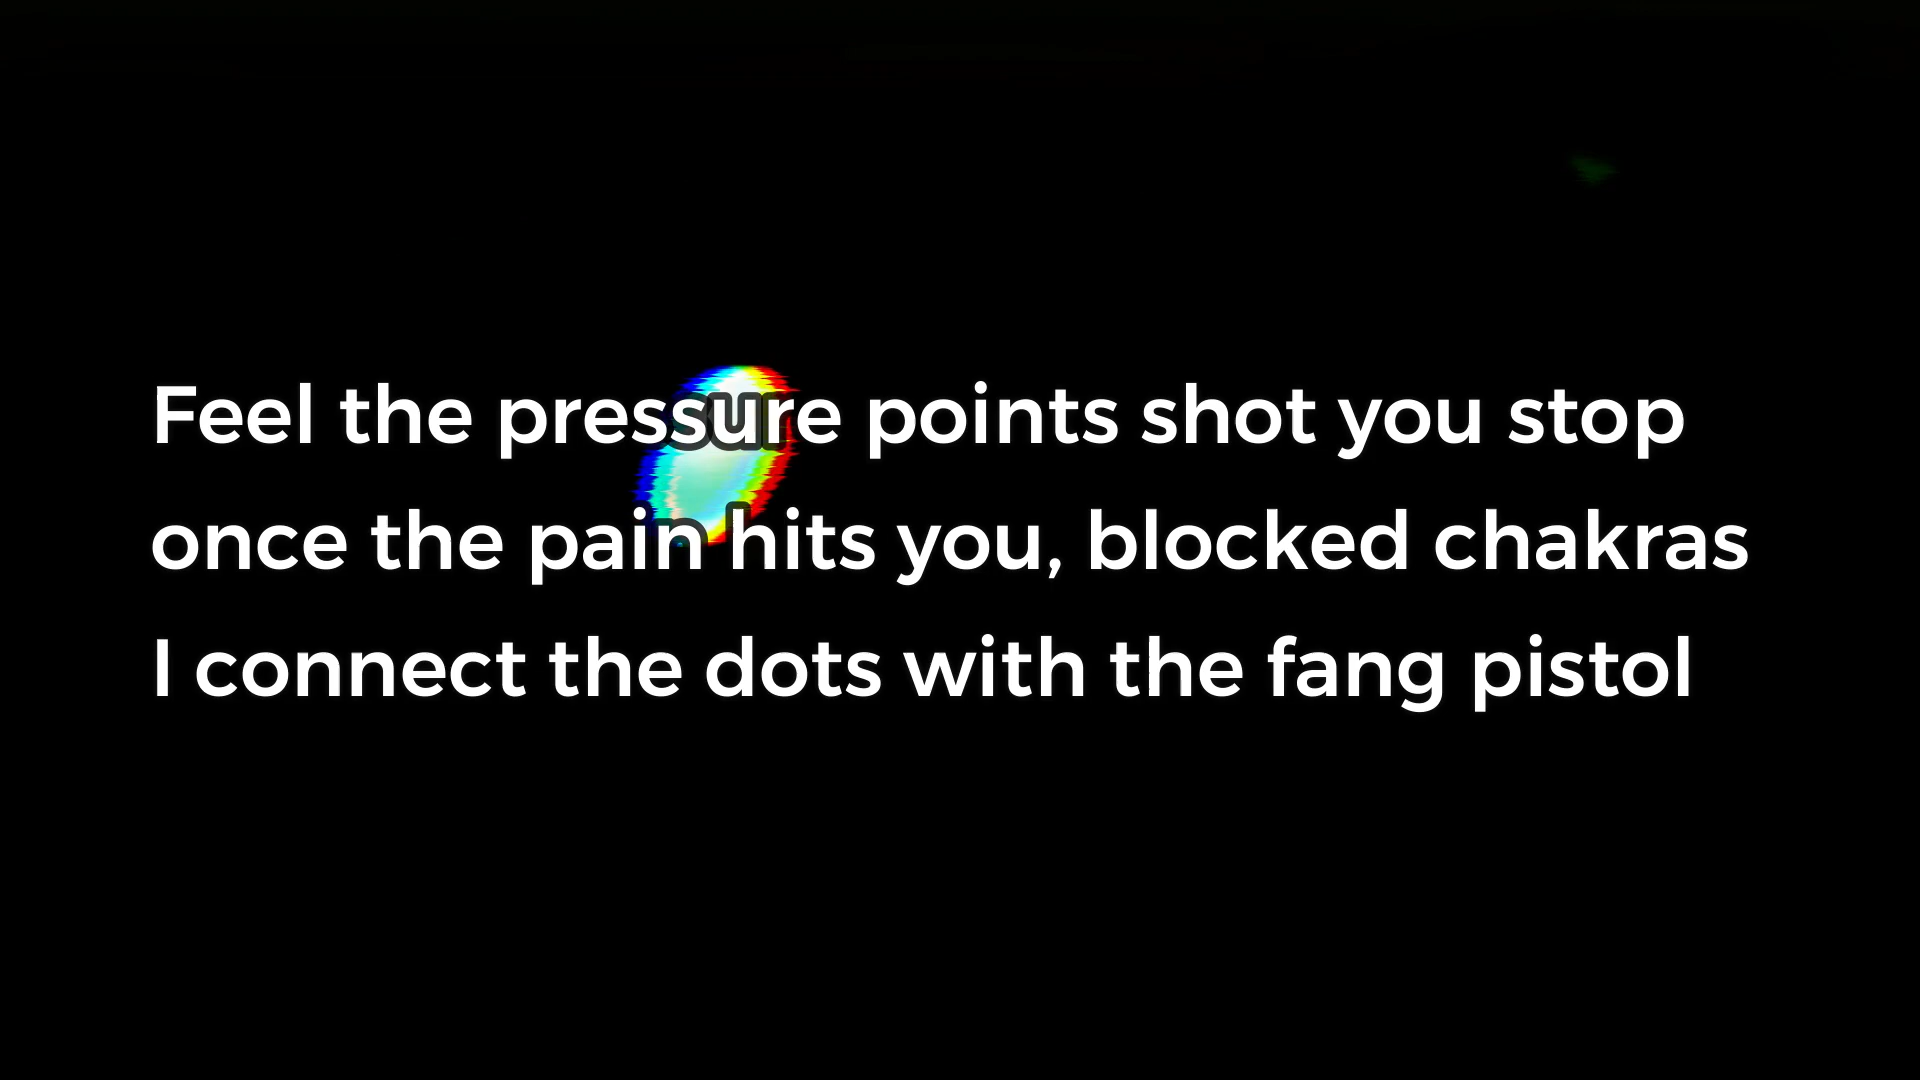 Feel the pressure points shot you stop
once the pain hits you, blocked chakras
I connect the dots with the fang pistol